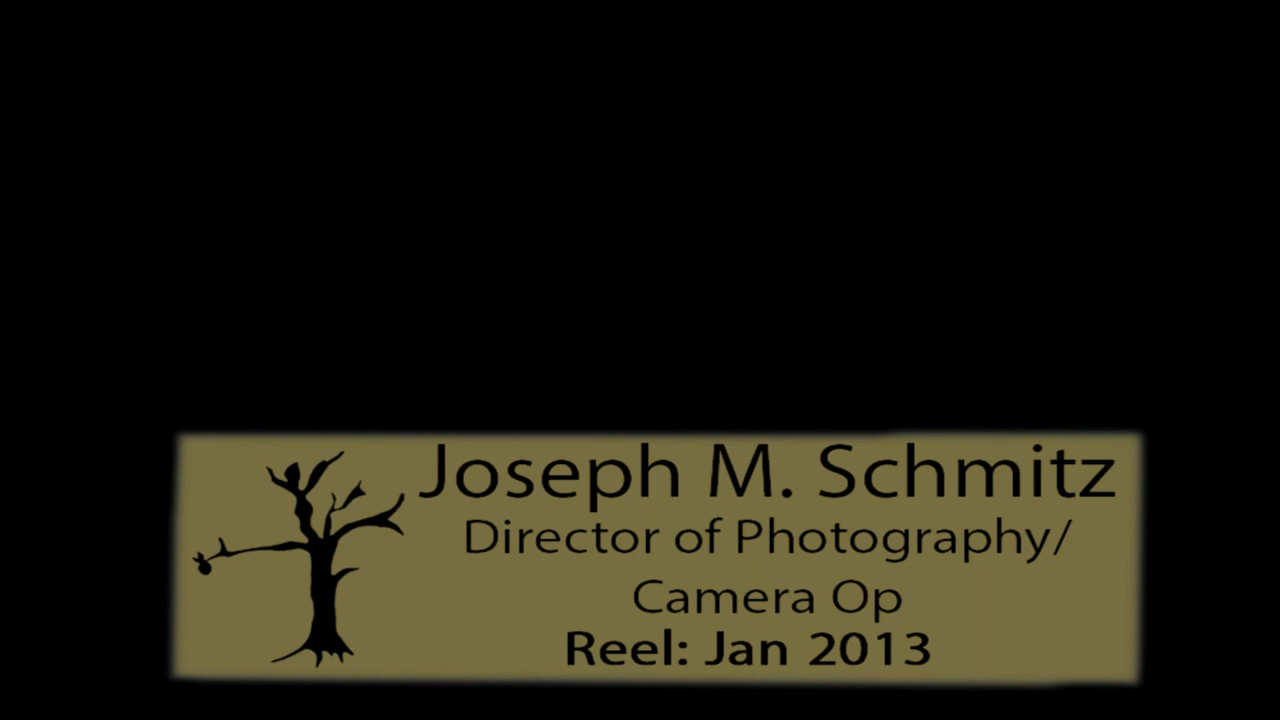 Joseph M. Schmitz
Director of Photography/
Camera Op
Reel: Jan 2013